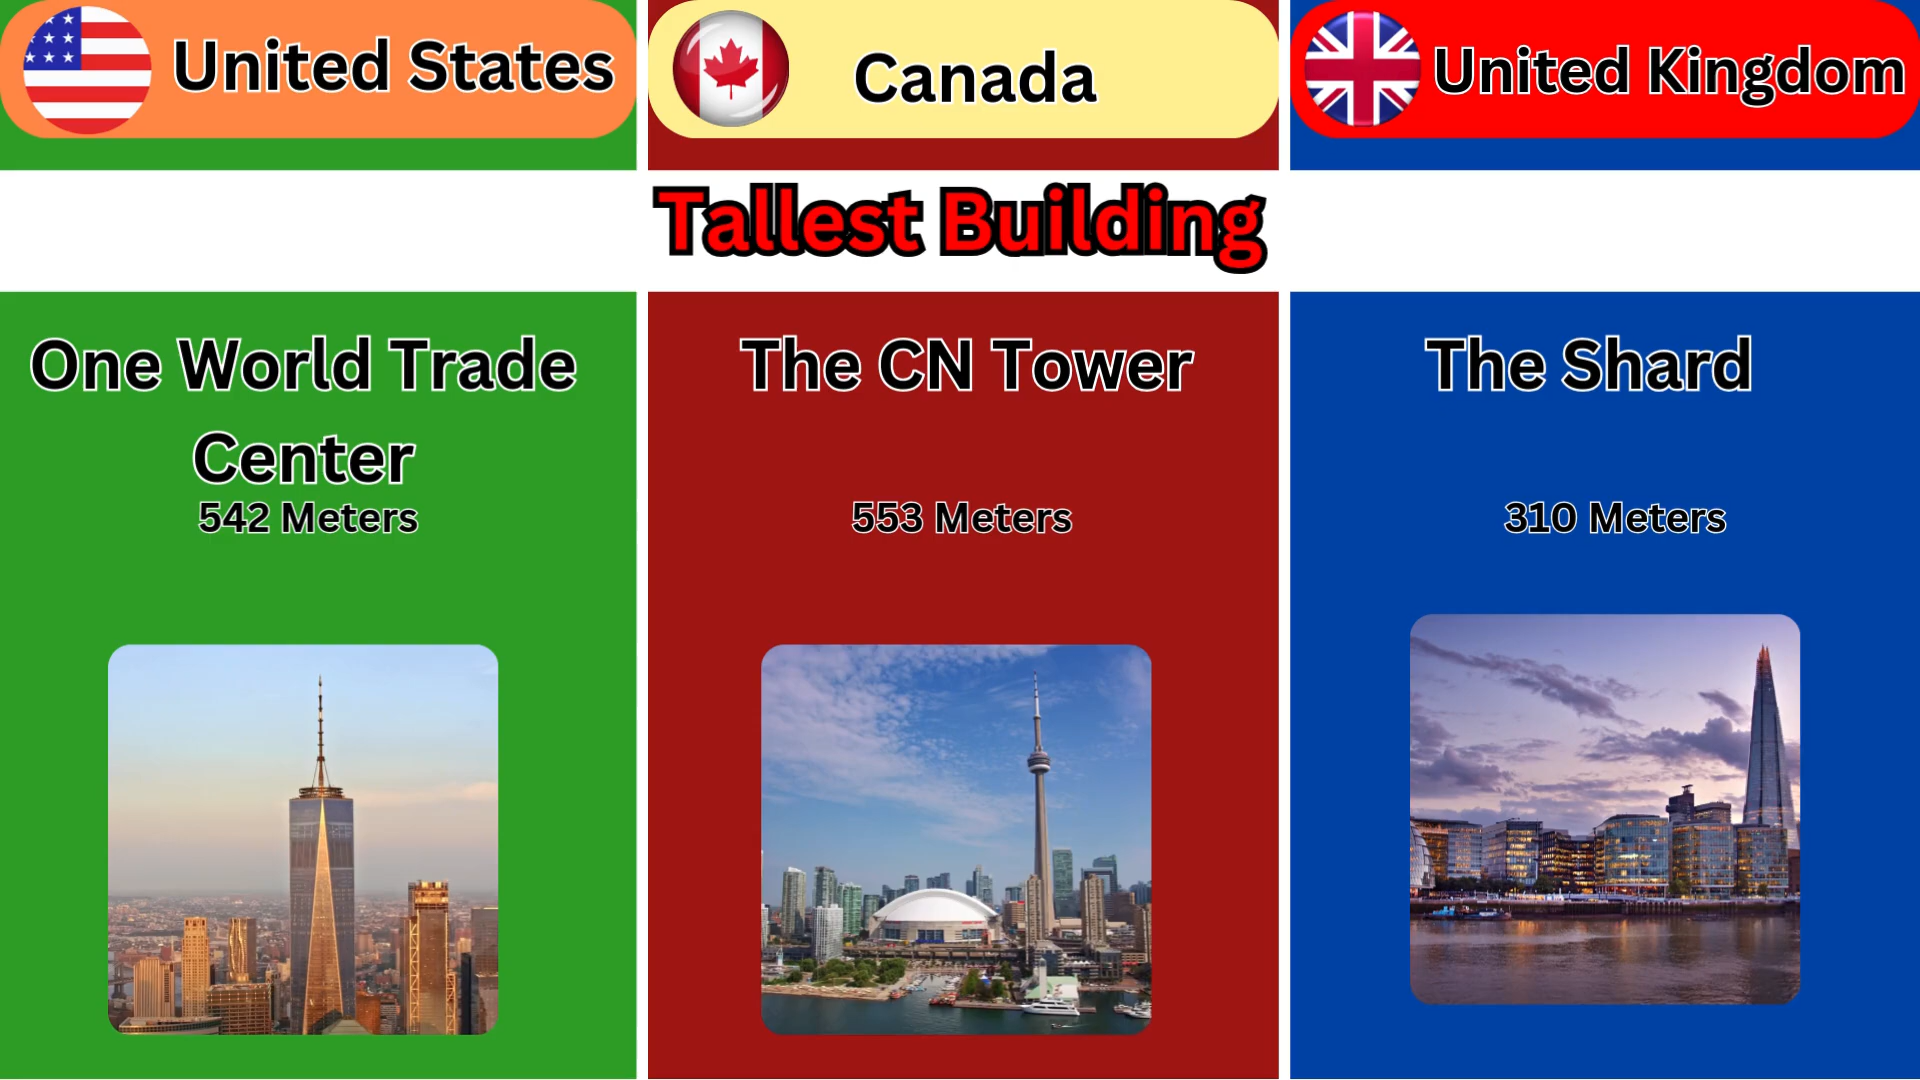 United States
Canada
United Kingdom
Tallest Building
One World Trade
Center
542 Meters
The CN Tower
553 Meters
The Shard
310 Meters